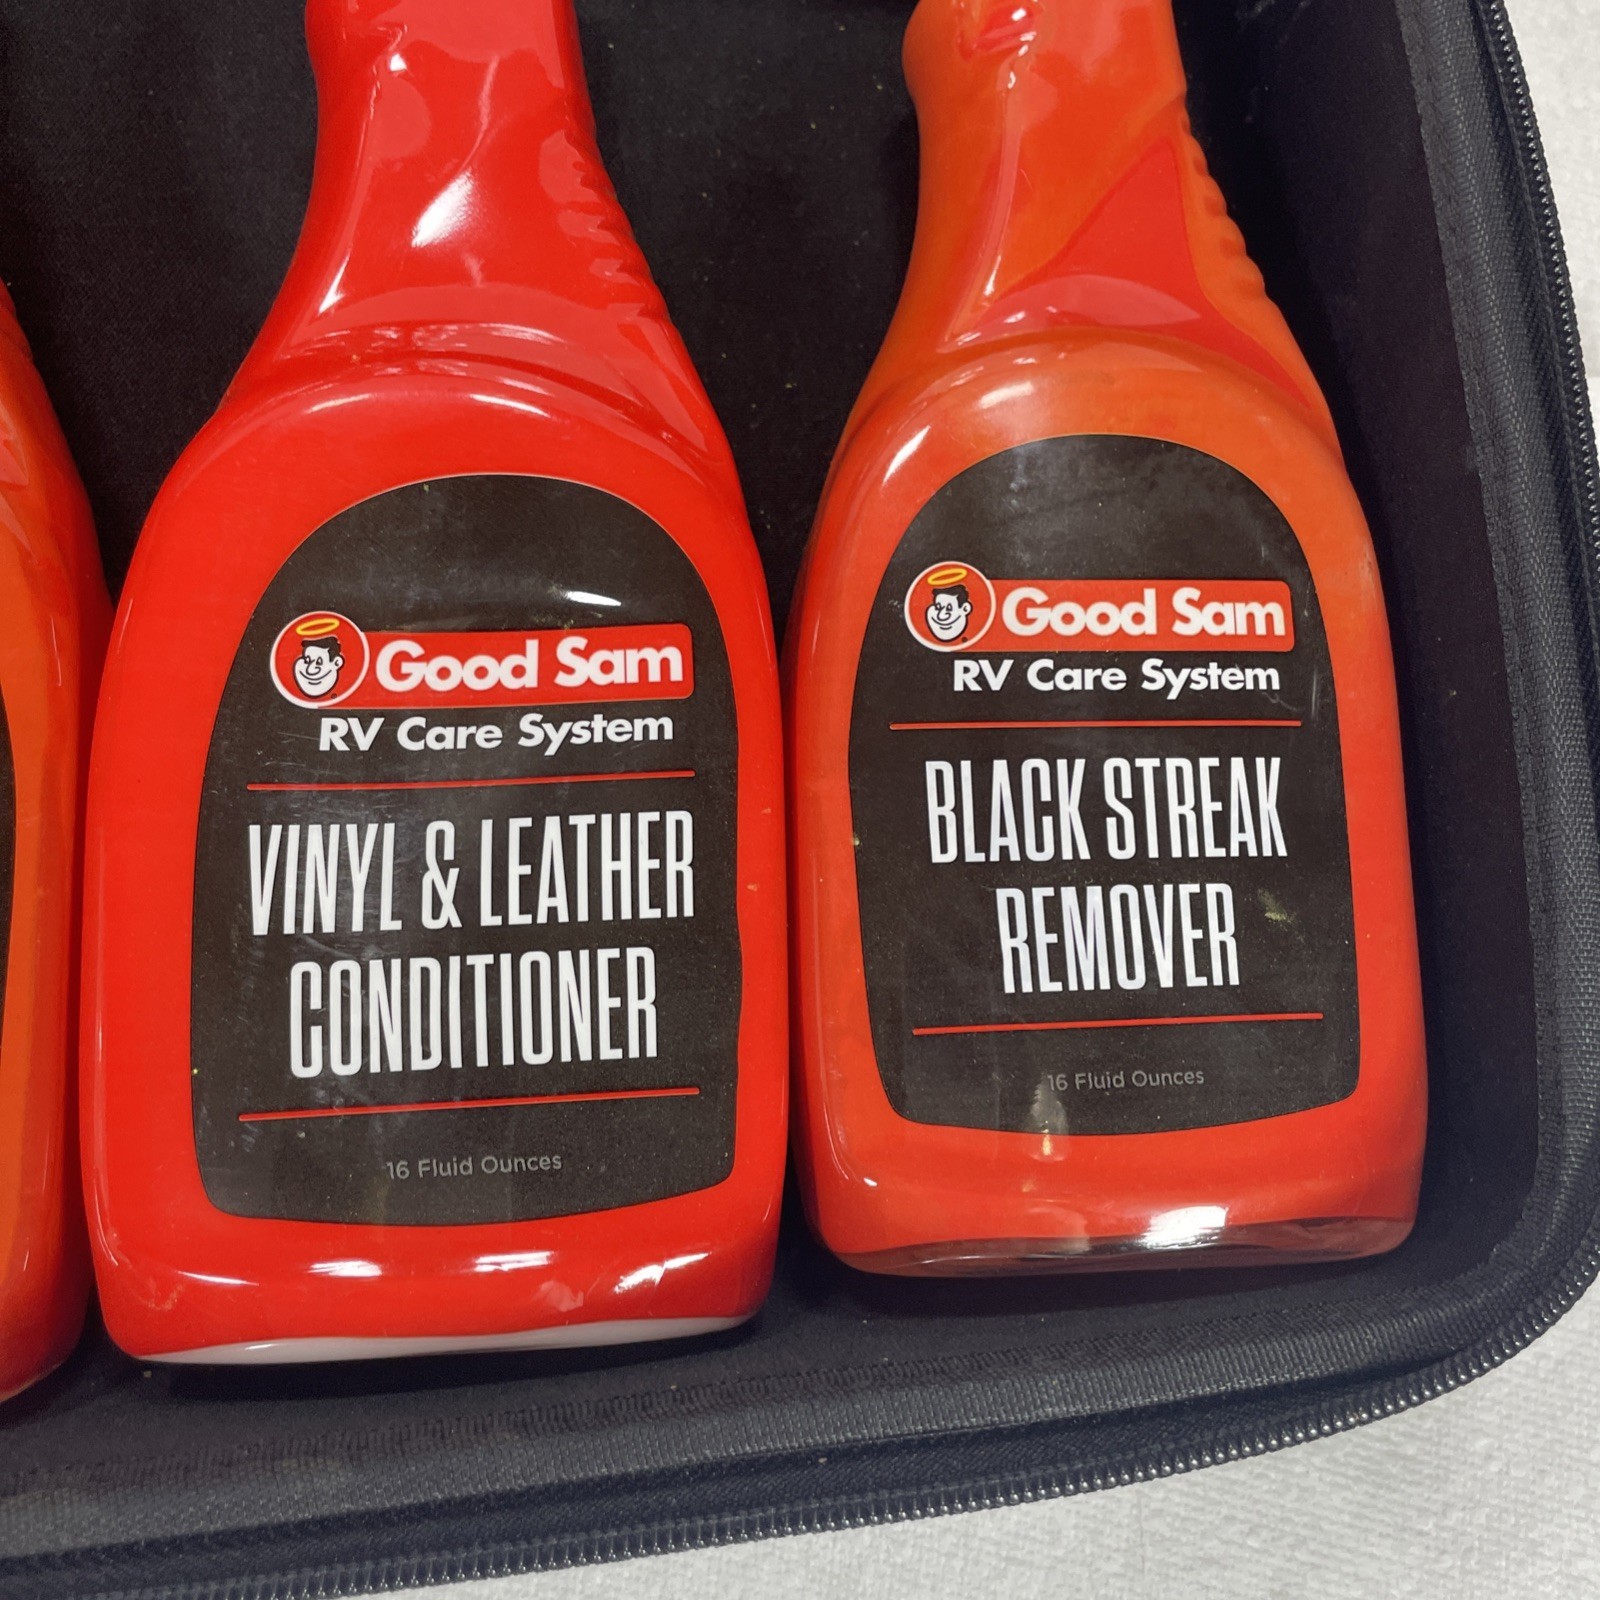 Good Sam
RV Care System
VINYL & LEATHER
CONDITIONER
16 Fluid Ounces
Good Sam
RV Care System
BLACK STREAK
REMOVER
16 Fluid Ounces